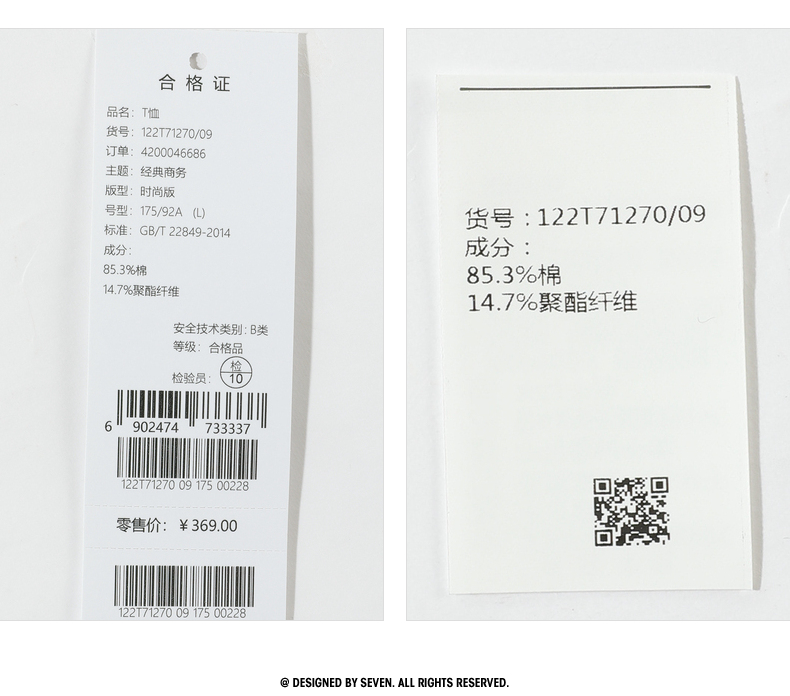 合格证
品名：T恤
货号：122T71270/09
订单：4200046686
主题：经典商务
版型：时尚版
号型：175/92A （L）
标准：GB/T 22849-2014
成分：
85.3%棉
14.7%聚酯纤维
安全技术类别：B类
等级：合格品
检验员：检 10
6 902474 733337
122T71270 09 175 00228
零售价：￥369.00
122T71270 09 175 00228
货号：122T71270/09
成分：
85.3%棉
14.7%聚酯纤维
@ DESIGNED BY SEVEN. ALL RIGHTS RESERVED.